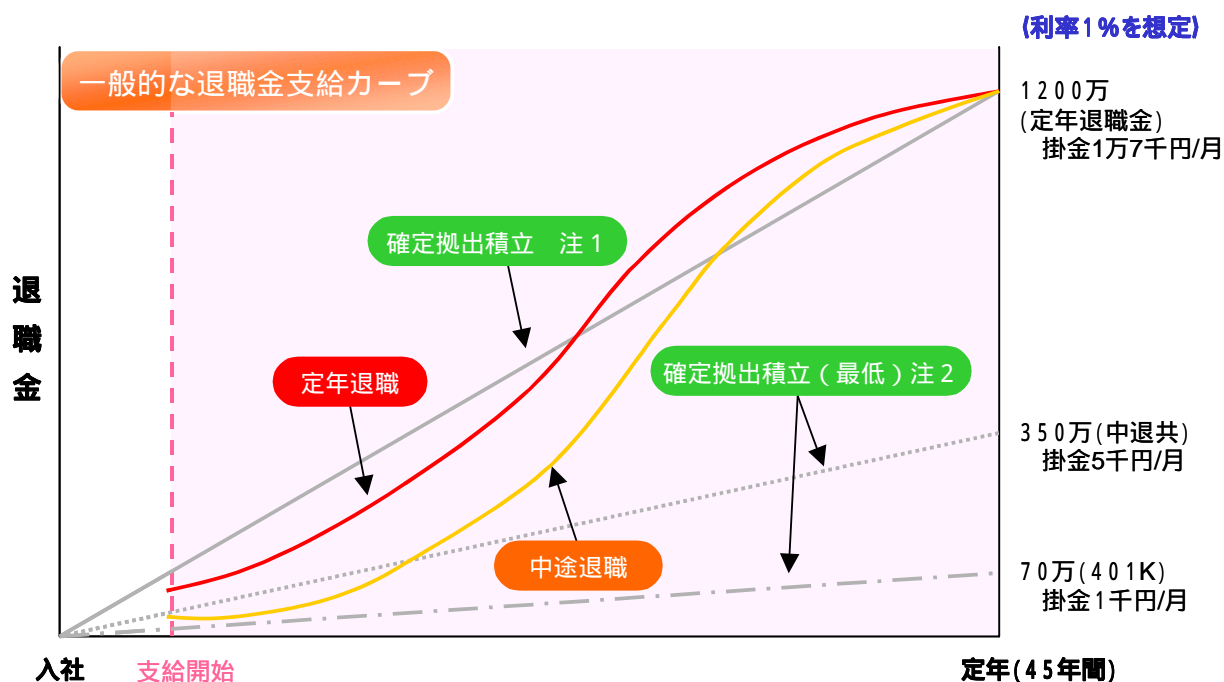 (利率1%を想定)
一般的な退職金支給カーブ
1200万
(定年退職金)
掛金1万7千円/月
確定拠出積立 注1
退職金
定年退職
確定拠出積立(最低)注2
350万(中退共)
掛金5千円/月
中途退職
70万(401K)
掛金1千円/月
入社
支給開始
定年(45年間)